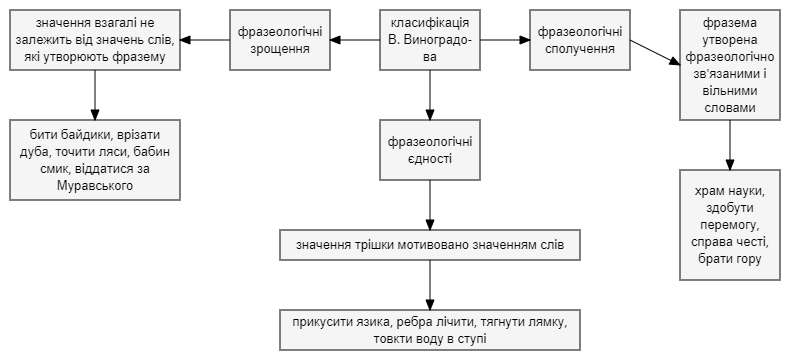 значення взагалі не
залежить від значень слів,
які утворюють фразему
фразеологічні
зрощення
класифікація
В. Виноградо-
ва
фразеологічні
сполучення
фразема
утворена
фразеологічно
зв'язаними і
вільними
словами
бити байдики, врізати
дуба, точити ляси, бабин
смик, віддатися за
Муравського
фразеологічні
єдності
храм науки,
здобути
перемогу,
справа честі,
брати гору
значення трішки мотивовано значенням слів
прикусити язика, ребра лічити, тягнути лямку,
товкти воду в ступі